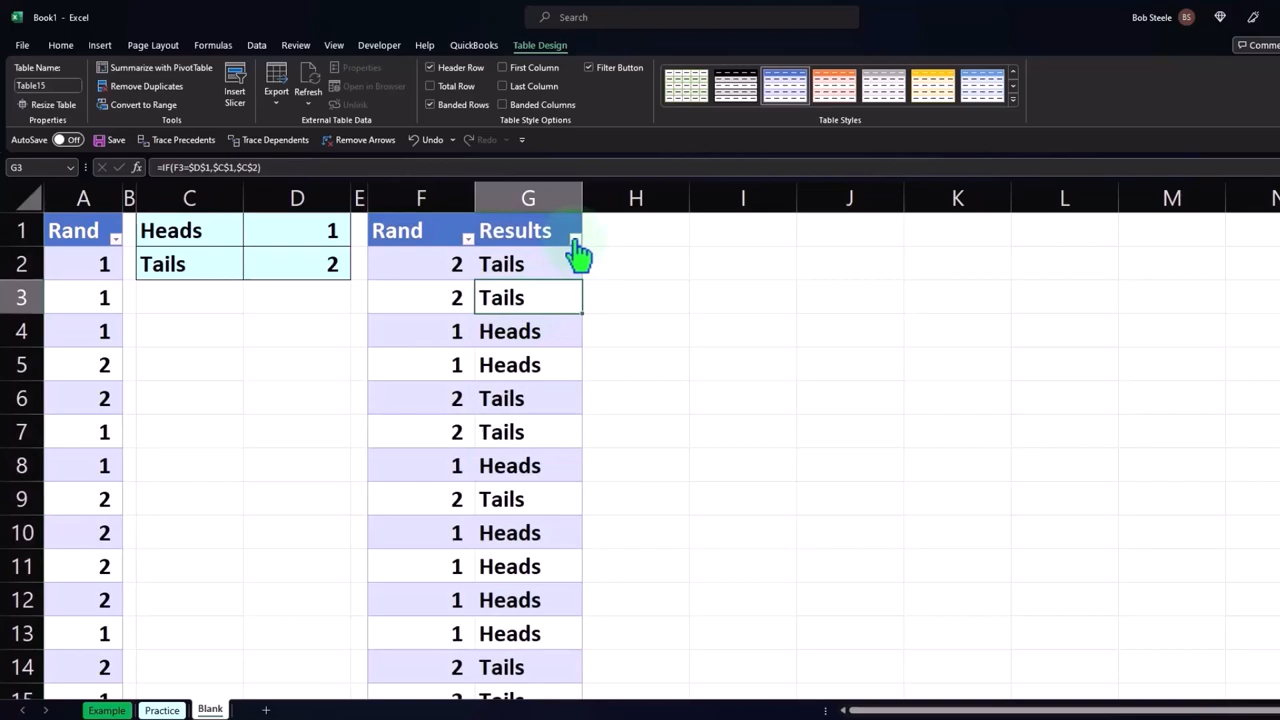 Book1 - Excel
Search
Bob Steele
BS
File Home Insert Page Layout Formulas Data Review View Developer Help QuickBooks Table Design
Comme
Table Name:
Table15
Resize Table
Properties
Summarize with PivotTable
Remove Duplicates
Convert to Range
Tools
Insert Slicer
Export
Refresh
Properties
Open in Browser
Unlink
External Table Data
Header Row First Column Filter Button
Total Row Last Column
Banded Rows Banded Columns
Table Style Options
Table Styles
AutoSave Off Save Trace Precedents Trace Dependents Remove Arrows Undo Redo
G3 fx =IF(F3=$D$1,$C$1,$C$2)
A B C D E F G H I J K L M N
1 Rand Heads 1 Rand Results
2 1 Tails 2 2 Tails
3 1 2 Tails
4 1 1 Heads
5 2 1 Heads
6 2 2 Tails
7 1 2 Tails
8 1 1 Heads
9 2 2 Tails
10 2 1 Heads
11 2 1 Heads
12 2 1 Heads
13 1 1 Heads
14 2 2 Tails
15 1 2 Tails
Example Practice Blank